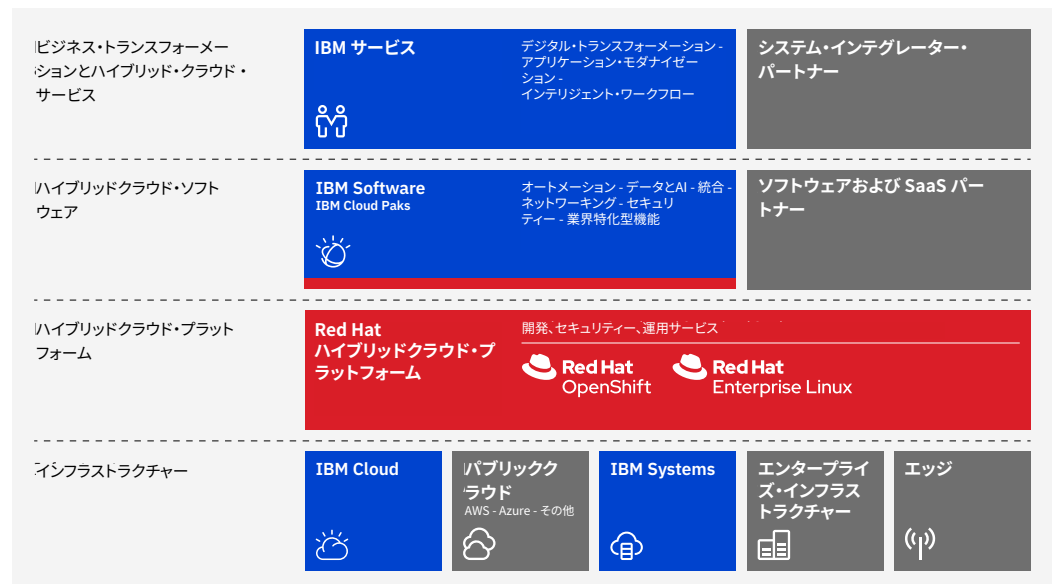 ビジネス・トランスフォーメー
ションとハイブリッド・クラウド・
サービス
IBM サービス
デジタル・トランスフォーメーション -
アプリケーション・モダナイゼー
ション -
インテリジェント・ワークフロー
システム・インテグレーター・
パートナー
ハイブリッドクラウド・ソフト
ウェア
IBM Software
IBM Cloud Paks
オートメーション - データとAI - 統合 -
ネットワーキング - セキュリ
ティー - 業界特化型機能
ソフトウェアおよび SaaS パー
トナー
ハイブリッドクラウド・プラット
フォーム
Red Hat
ハイブリッドクラウド・プ
ラットフォーム
開発、セキュリティー、運用サービス
Red Hat
OpenShift
Red Hat
Enterprise Linux
インフラストラクチャー
IBM Cloud
パブリックク
ラウド
AWS - Azure - その他
IBM Systems
エンタープライ
ズ・インフラス
トラクチャー
エッジ